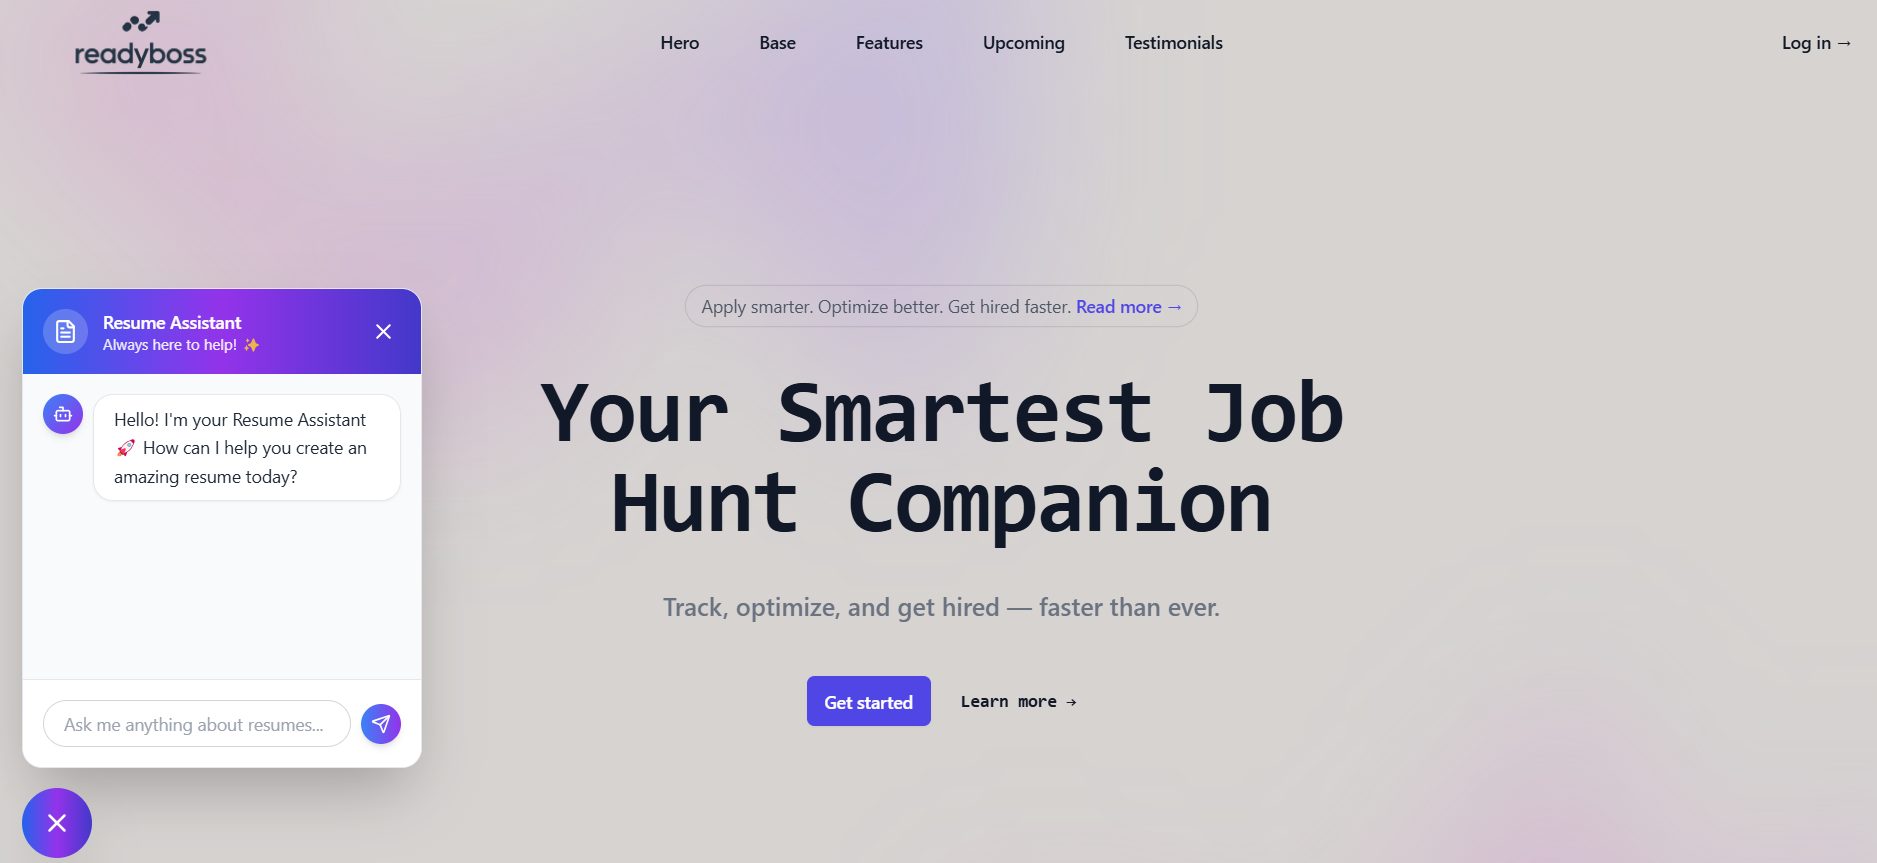 readyboss
Hero
Base
Features
Upcoming
Testimonials
Log in →
Apply smarter. Optimize better. Get hired faster. Read more →
Your Smartest Job
Hunt Companion
Track, optimize, and get hired — faster than ever.
Get started
Learn more →
Resume Assistant
Always here to help! ✨
Hello! I'm your Resume Assistant
🚀 How can I help you create an
amazing resume today?
Ask me anything about resumes...